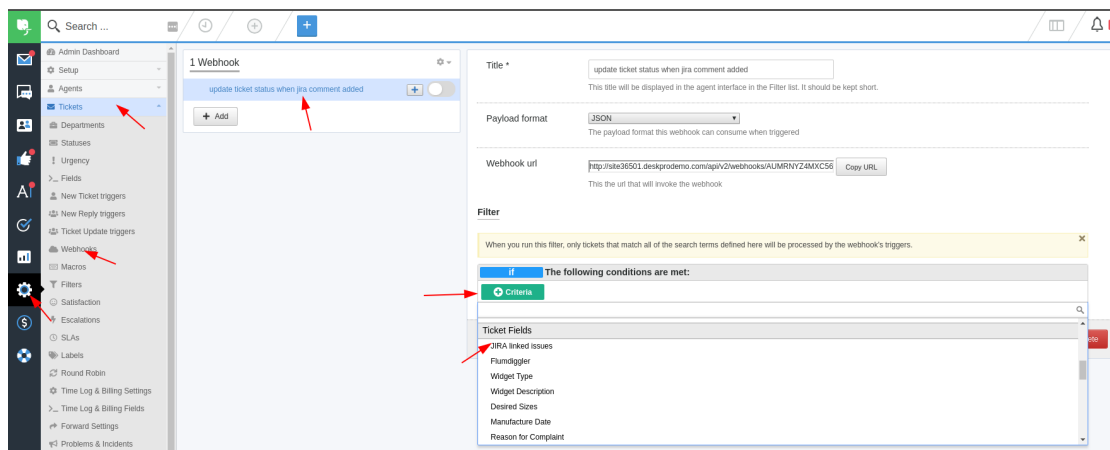 Search ...
Admin Dashboard
Setup
Agents
Tickets
Departments
Statuses
Urgency
Fields
New Ticket triggers
New Reply triggers
Ticket Update triggers
Webhooks
Macros
Filters
Satisfaction
Escalations
SLAs
Labels
Round Robin
Time Log & Billing Settings
Time Log & Billing Fields
Forward Settings
Problems & Incidents
1 Webhook
update ticket status when jira comment added
+ Add
Title *
update ticket status when jira comment added
This title will be displayed in the agent interface in the Filter list. It should be kept short.
Payload format
JSON
The payload format this webhook can consume when triggered
Webhook url
http://site36501.deskprodemo.com/api/v2/webhooks/AUMRNYZ4MXC56
Copy URL
This the url that will invoke the webhook
Filter
When you run this filter, only tickets that match all of the search terms defined here will be processed by the webhook's triggers.
if The following conditions are met:
Criteria
Ticket Fields
JIRA linked issues
Flumdiggler
Widget Type
Widget Description
Desired Sizes
Manufacture Date
Reason for Complaint
ete